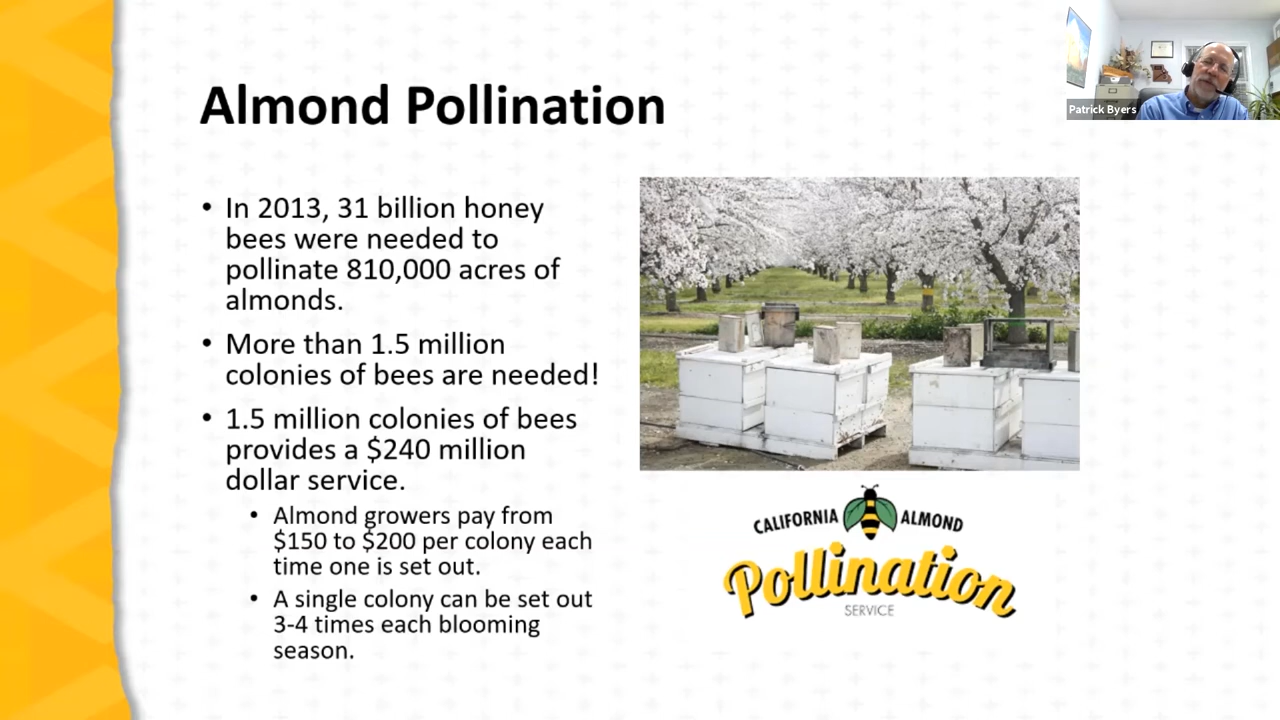 Almond Pollination
Patrick Byers
• In 2013, 31 billion honey
bees were needed to
pollinate 810,000 acres of
almonds.
• More than 1.5 million
colonies of bees are needed!
• 1.5 million colonies of bees
provides a $240 million
dollar service.
• Almond growers pay from
$150 to $200 per colony each
time one is set out.
• A single colony can be set out
3-4 times each blooming
season.
CALIFORNIA ALMOND
Pollination
SERVICE